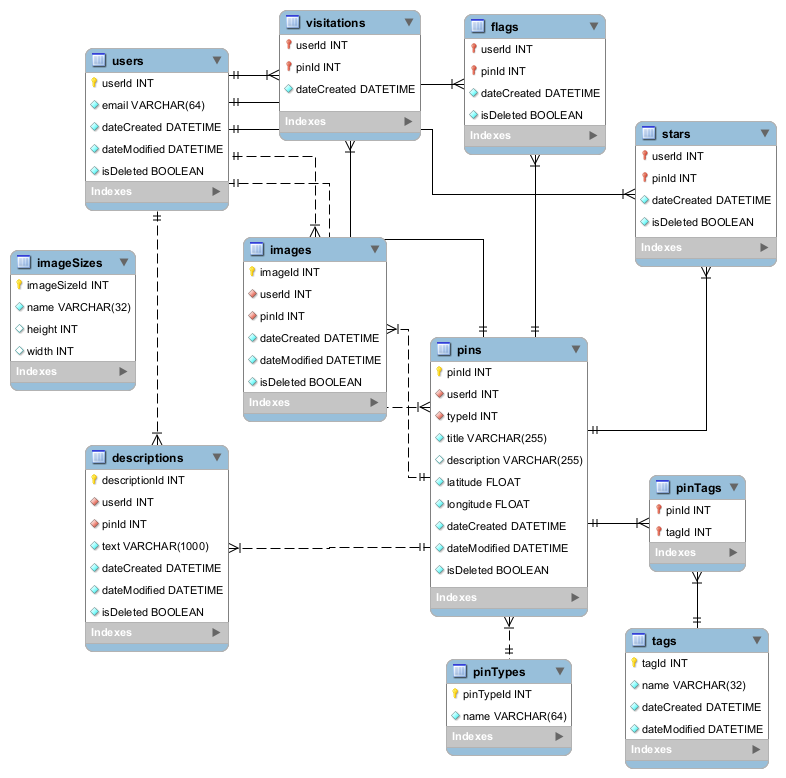 visitations
userId INT
pinId INT
dateCreated DATETIME
Indexes
flags
userId INT
pinId INT
dateCreated DATETIME
isDeleted BOOLEAN
Indexes
users
userId INT
email VARCHAR(64)
dateCreated DATETIME
dateModified DATETIME
isDeleted BOOLEAN
Indexes
stars
userId INT
pinId INT
dateCreated DATETIME
isDeleted BOOLEAN
Indexes
imageSizes
imageSizeId INT
name VARCHAR(32)
height INT
width INT
Indexes
images
imageId INT
userId INT
pinId INT
dateCreated DATETIME
dateModified DATETIME
isDeleted BOOLEAN
Indexes
pins
pinId INT
userId INT
typeId INT
title VARCHAR(255)
description VARCHAR(255)
latitude FLOAT
longitude FLOAT
dateCreated DATETIME
dateModified DATETIME
isDeleted BOOLEAN
Indexes
descriptions
descriptionId INT
userId INT
pinId INT
text VARCHAR(1000)
dateCreated DATETIME
dateModified DATETIME
isDeleted BOOLEAN
Indexes
pinTags
pinId INT
tagId INT
Indexes
pinTypes
pinTypeId INT
name VARCHAR(64)
Indexes
tags
tagId INT
name VARCHAR(32)
dateCreated DATETIME
dateModified DATETIME
Indexes